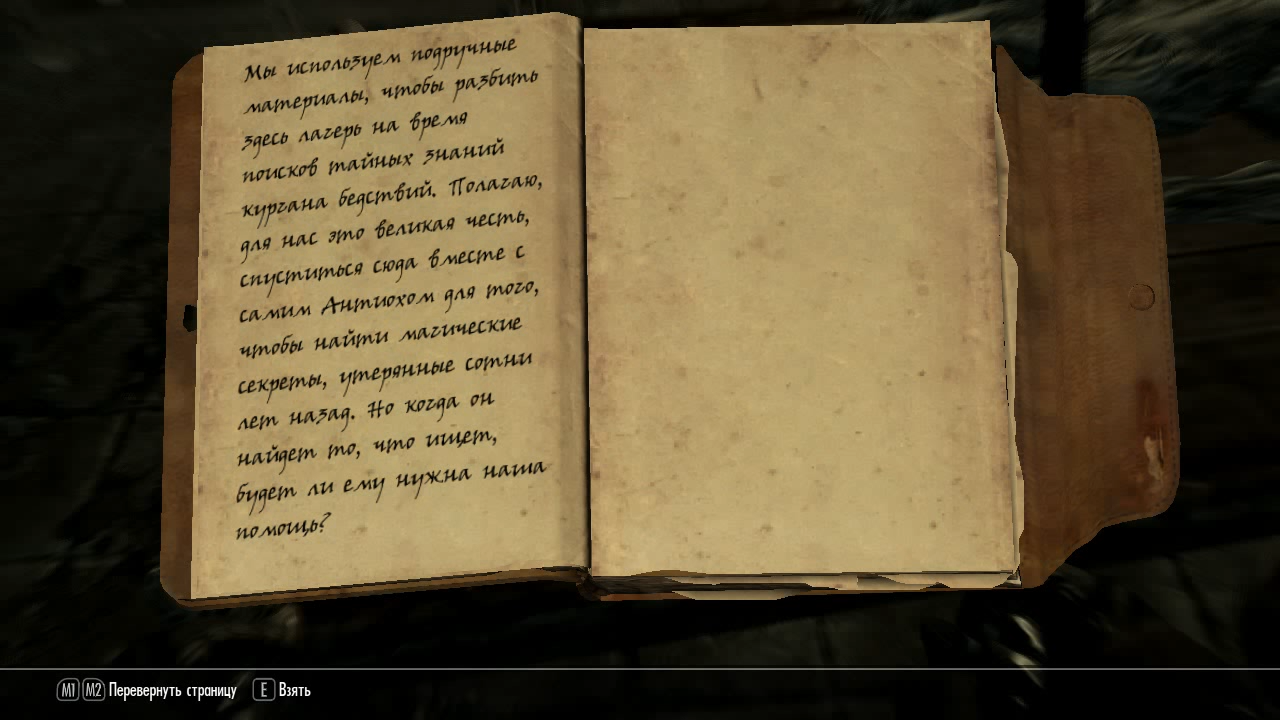 Мы используем подручные
материалы, чтобы разбить
здесь лагерь на время
поисков тайных знаний
кургана бедствий. Полагаю,
для нас это великая честь,
спуститься сюда вместе с
самим Антиохом для того,
чтобы найти магические
секреты, утерянные сотни
лет назад. Но когда он
найдет то, что ищет,
будет ли ему нужна наша
помощь?
M1 M2 Перевернуть страницу E Взять